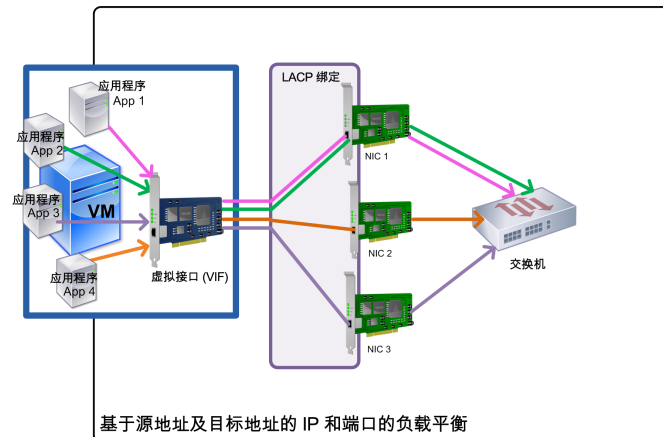 LACP 绑定
应用程序
App 1
应用程序
App 2
应用程序
App 3
应用程序
App 4
VM
虚拟接口 (VIF)
NIC 1
NIC 2
NIC 3
交换机
基于源地址及目标地址的 IP 和端口的负载平衡